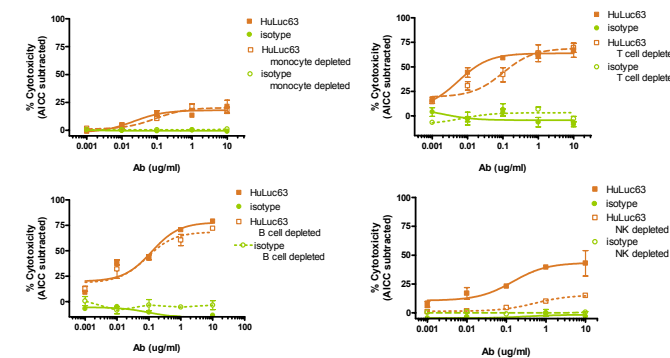 100
75
50
25
0
% Cytotoxicity
(AICC subtracted)
0.001
0.01
0.1
1
10
Ab (ug/ml)
HuLuc63
isotype
HuLuc63
monocyte depleted
isotype
monocyte depleted
100
75
50
25
0
% Cytotoxicity
(AICC subtracted)
0.001
0.01
0.1
1
10
Ab (ug/ml)
HuLuc63
isotype
HuLuc63
T cell deplete
isotype
T cell deplete
100
75
50
25
0
% Cytotoxicity
(AICC subtracted)
0.001
0.01
0.1
1
10
100
Ab (ug/ml)
HuLuc63
isotype
HuLuc63
B cell depleted
isotype
B cell depleted
100
75
50
25
0
% Cytotoxicity
(AICC subtracted)
0.001
0.01
0.1
1
10
Ab (ug/ml)
HuLuc63
isotype
HuLuc63
NK depleted
isotype
NK depleted